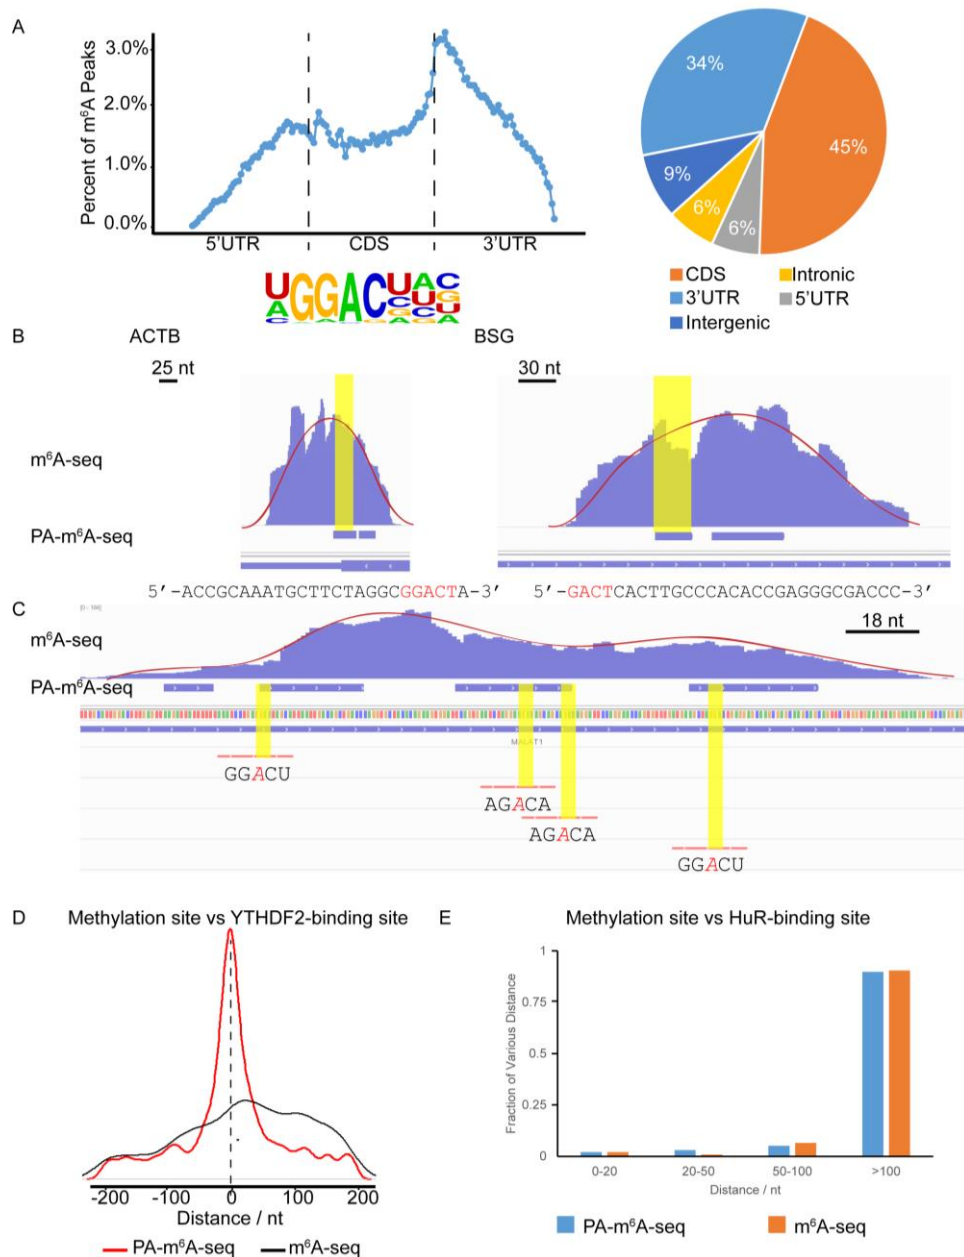 A
3.0%
2.0%
1.0%
0.0%
Percent of m⁶A Peaks
5'UTR CDS 3'UTR
34%
45%
9%
6%
6%
CDS Intronic
3'UTR 5'UTR
Intergenic
UGGACUAC
B ACTB BSG
25 nt 30 nt
m⁶A-seq
PA-m⁶A-seq
5'-ACCGCAAATGCTTCTAGGCGGACTA-3' 5'-GACTCACTTGCCCACACCGAGGGCGACCC-3'
C
m⁶A-seq 18 nt
PA-m⁶A-seq
MALAT1
GGACU
AGACA
AGACA
GGACU
D Methylation site vs YTHDF2-binding site
-200 -100 0 100 200
Distance / nt
PA-m⁶A-seq m⁶A-seq
E Methylation site vs HuR-binding site
1
0.75
0.5
0.25
0
Fraction of Various Distance
0-20 20-50 50-100 >100
Distance / nt
PA-m⁶A-seq m⁶A-seq